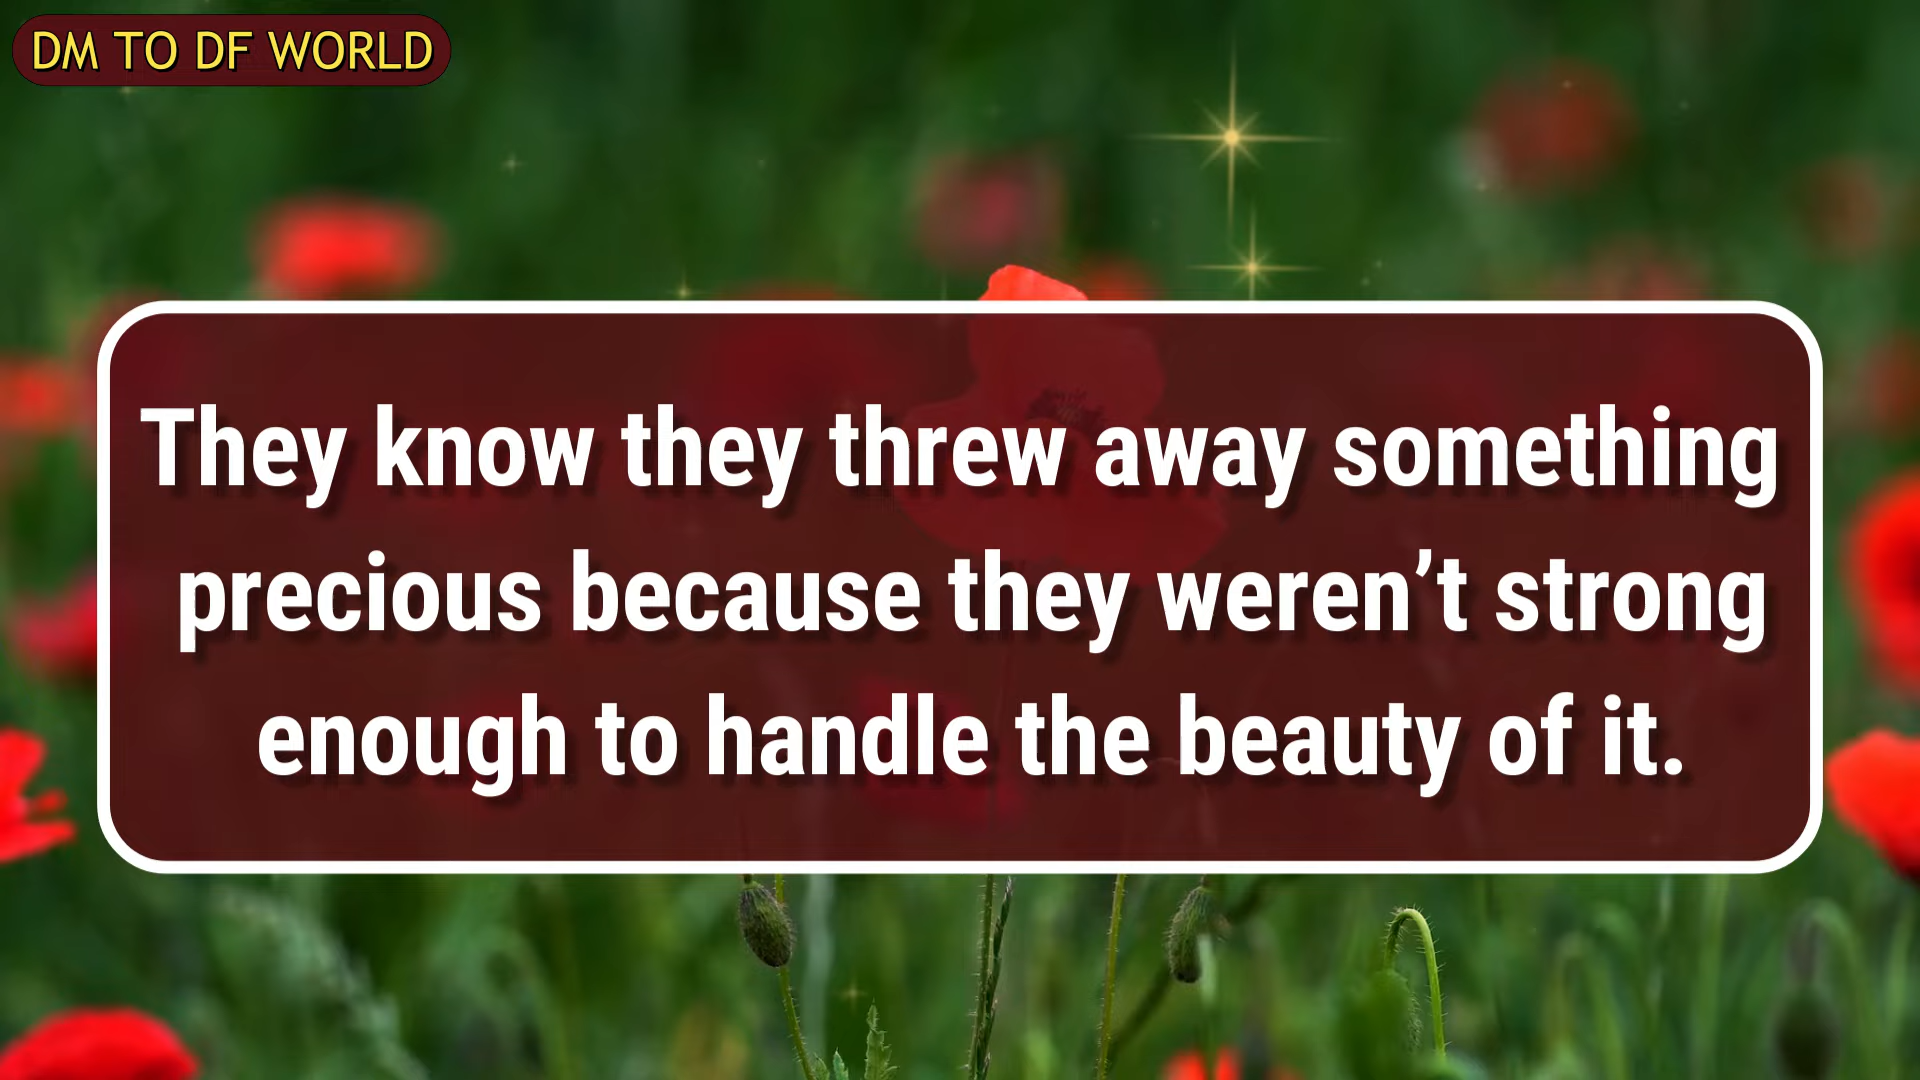 DM TO DF WORLD
They know they threw away something
precious because they weren’t strong
enough to handle the beauty of it.